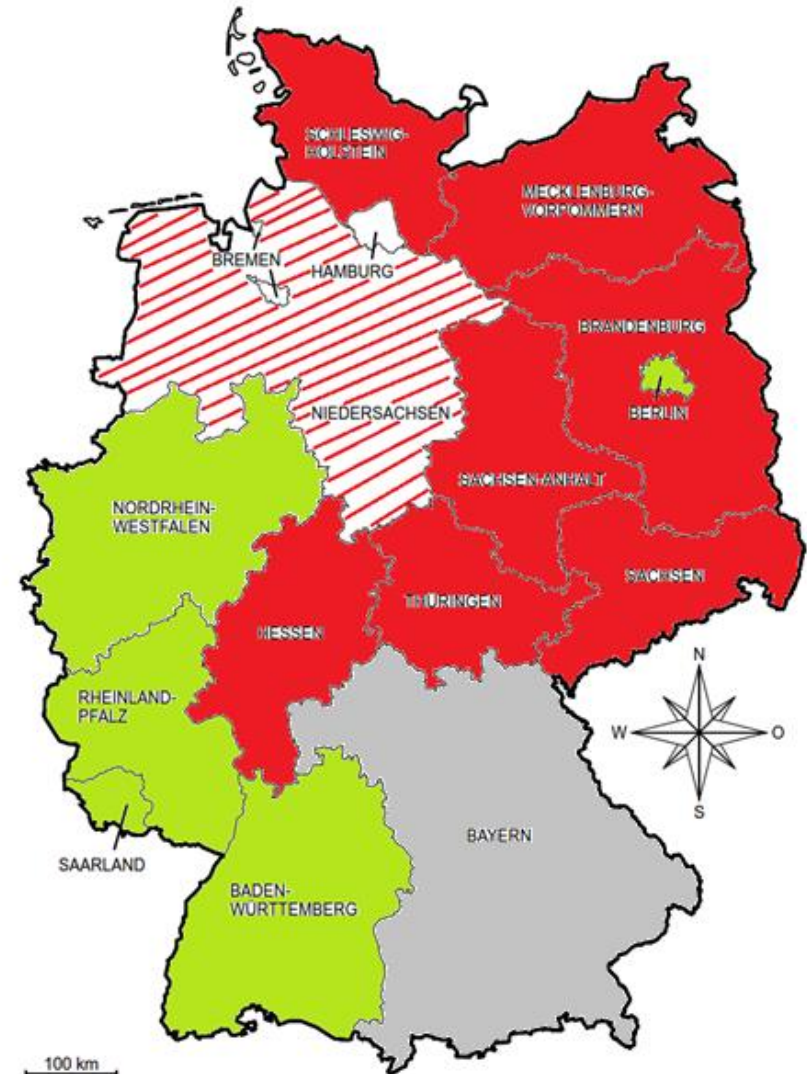 SCHLESWIG-
HOLSTEIN
MECKLENBURG-
VORPOMMERN
BREMEN
HAMBURG
BRANDENBURG
BERLIN
NIEDERSACHSEN
SACHSEN-ANHALT
NORDRHEIN-
WESTFALEN
SACHSEN
THÜRINGEN
HESSEN
N
W
O
S
RHEINLAND-
PFALZ
SAARLAND
BAYERN
BADEN-
WÜRTTEMBERG
100 km